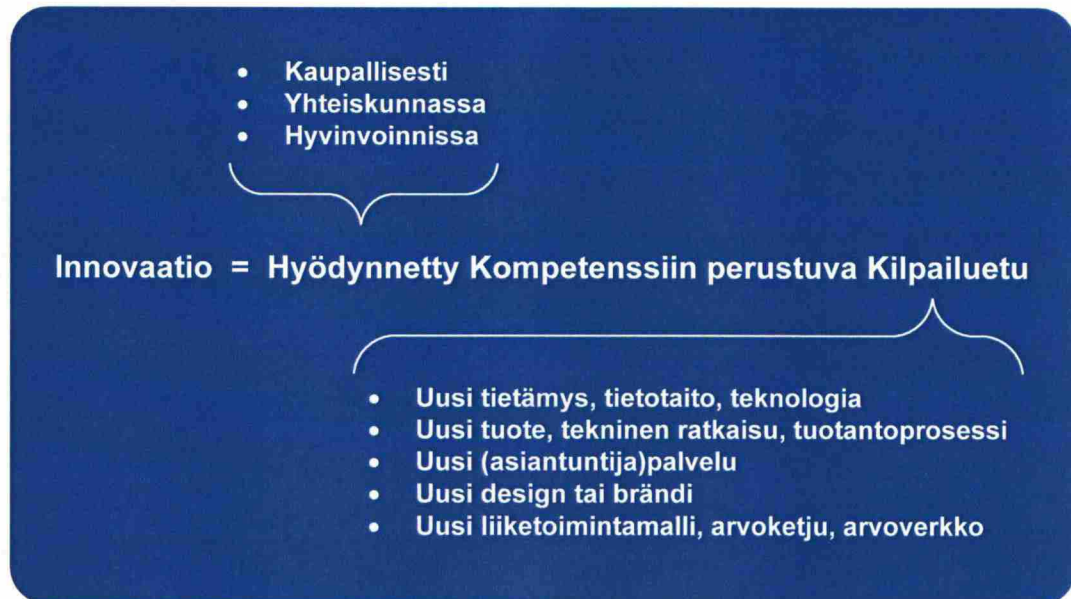 • Kaupallisesti
• Yhteiskunnassa
• Hyvinvoinnissa
Innovaatio = Hyödynnetty Kompetenssiin perustuva Kilpailuetu
• Uusi tietämys, tietotaito, teknologia
• Uusi tuote, tekninen ratkaisu, tuotantoprosessi
• Uusi (asiantuntija)palvelu
• Uusi design tai brändi
• Uusi liiketoimintamalli, arvoketju, arvoverkko